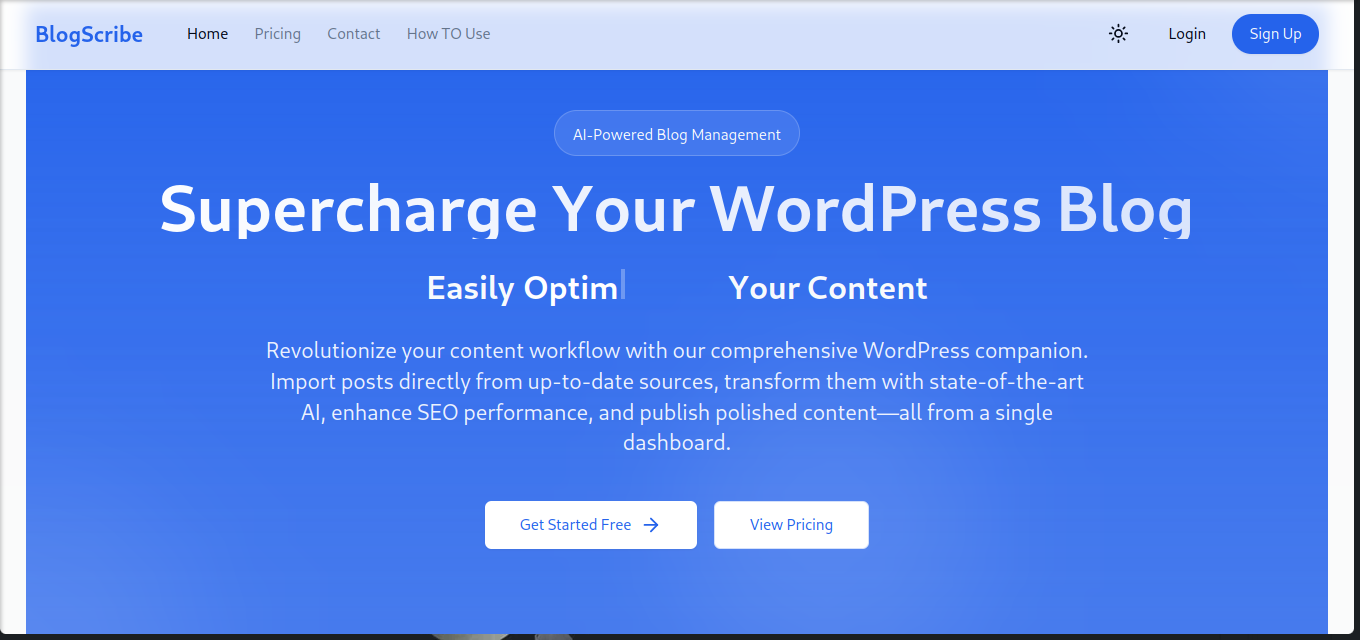 BlogScribe Home Pricing Contact How TO Use Login Sign Up
AI-Powered Blog Management
Supercharge Your WordPress Blog
Easily Optim Your Content
Revolutionize your content workflow with our comprehensive WordPress companion.
Import posts directly from up-to-date sources, transform them with state-of-the-art
AI, enhance SEO performance, and publish polished content—all from a single
dashboard.
Get Started Free View Pricing